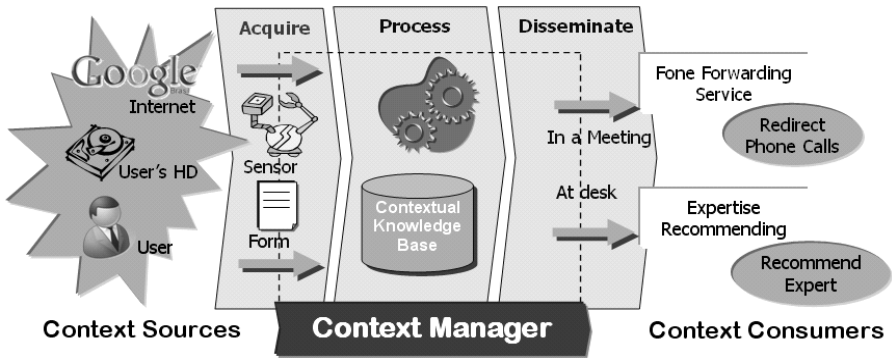 Acquire
Process
Disseminate
Google
Brasil
Internet
User's HD
User
Sensor
Form
Contextual
Knowledge
Base
In a Meeting
At desk
Fone Forwarding
Service
Redirect
Phone Calls
Expertise
Recommending
Recommend
Expert
Context Sources
Context Manager
Context Consumers